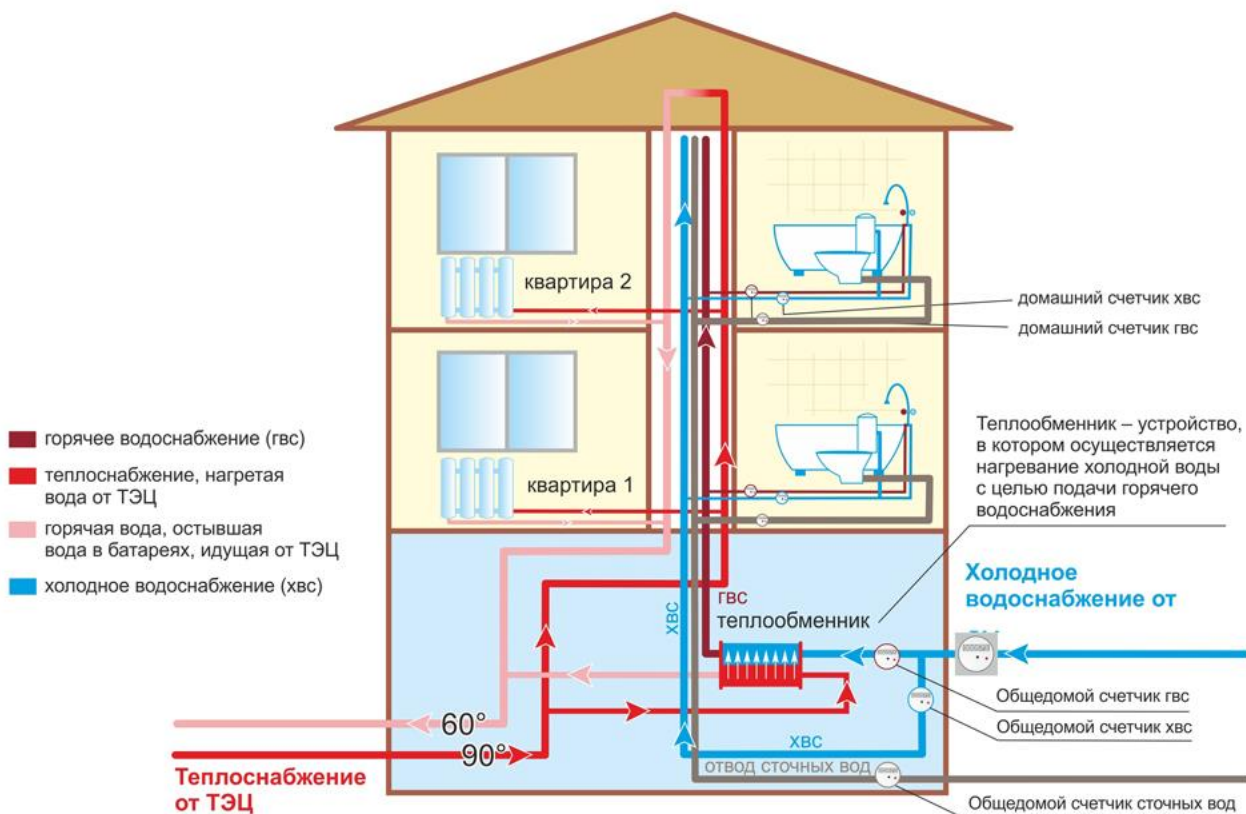 квартира 2
домашний счетчик хвс
домашний счетчик гвс
горячее водоснабжение (гвс)
теплоснабжение, нагретая
вода от ТЭЦ
горячая вода, остывшая
вода в батареях, идущая от ТЭЦ
холодное водоснабжение (хвс)
квартира 1
Теплообменник – устройство,
в котором осуществляется
нагревание холодной воды
с целью подачи горячего
водоснабжения
Холодное
водоснабжение от
гвс
теплообменник
хвс
Общедомой счетчик гвс
Общедомой счетчик хвс
60°
90°
хвс
отвод сточных вод
Теплоснабжение
от ТЭЦ
Общедомой счетчик сточных вод